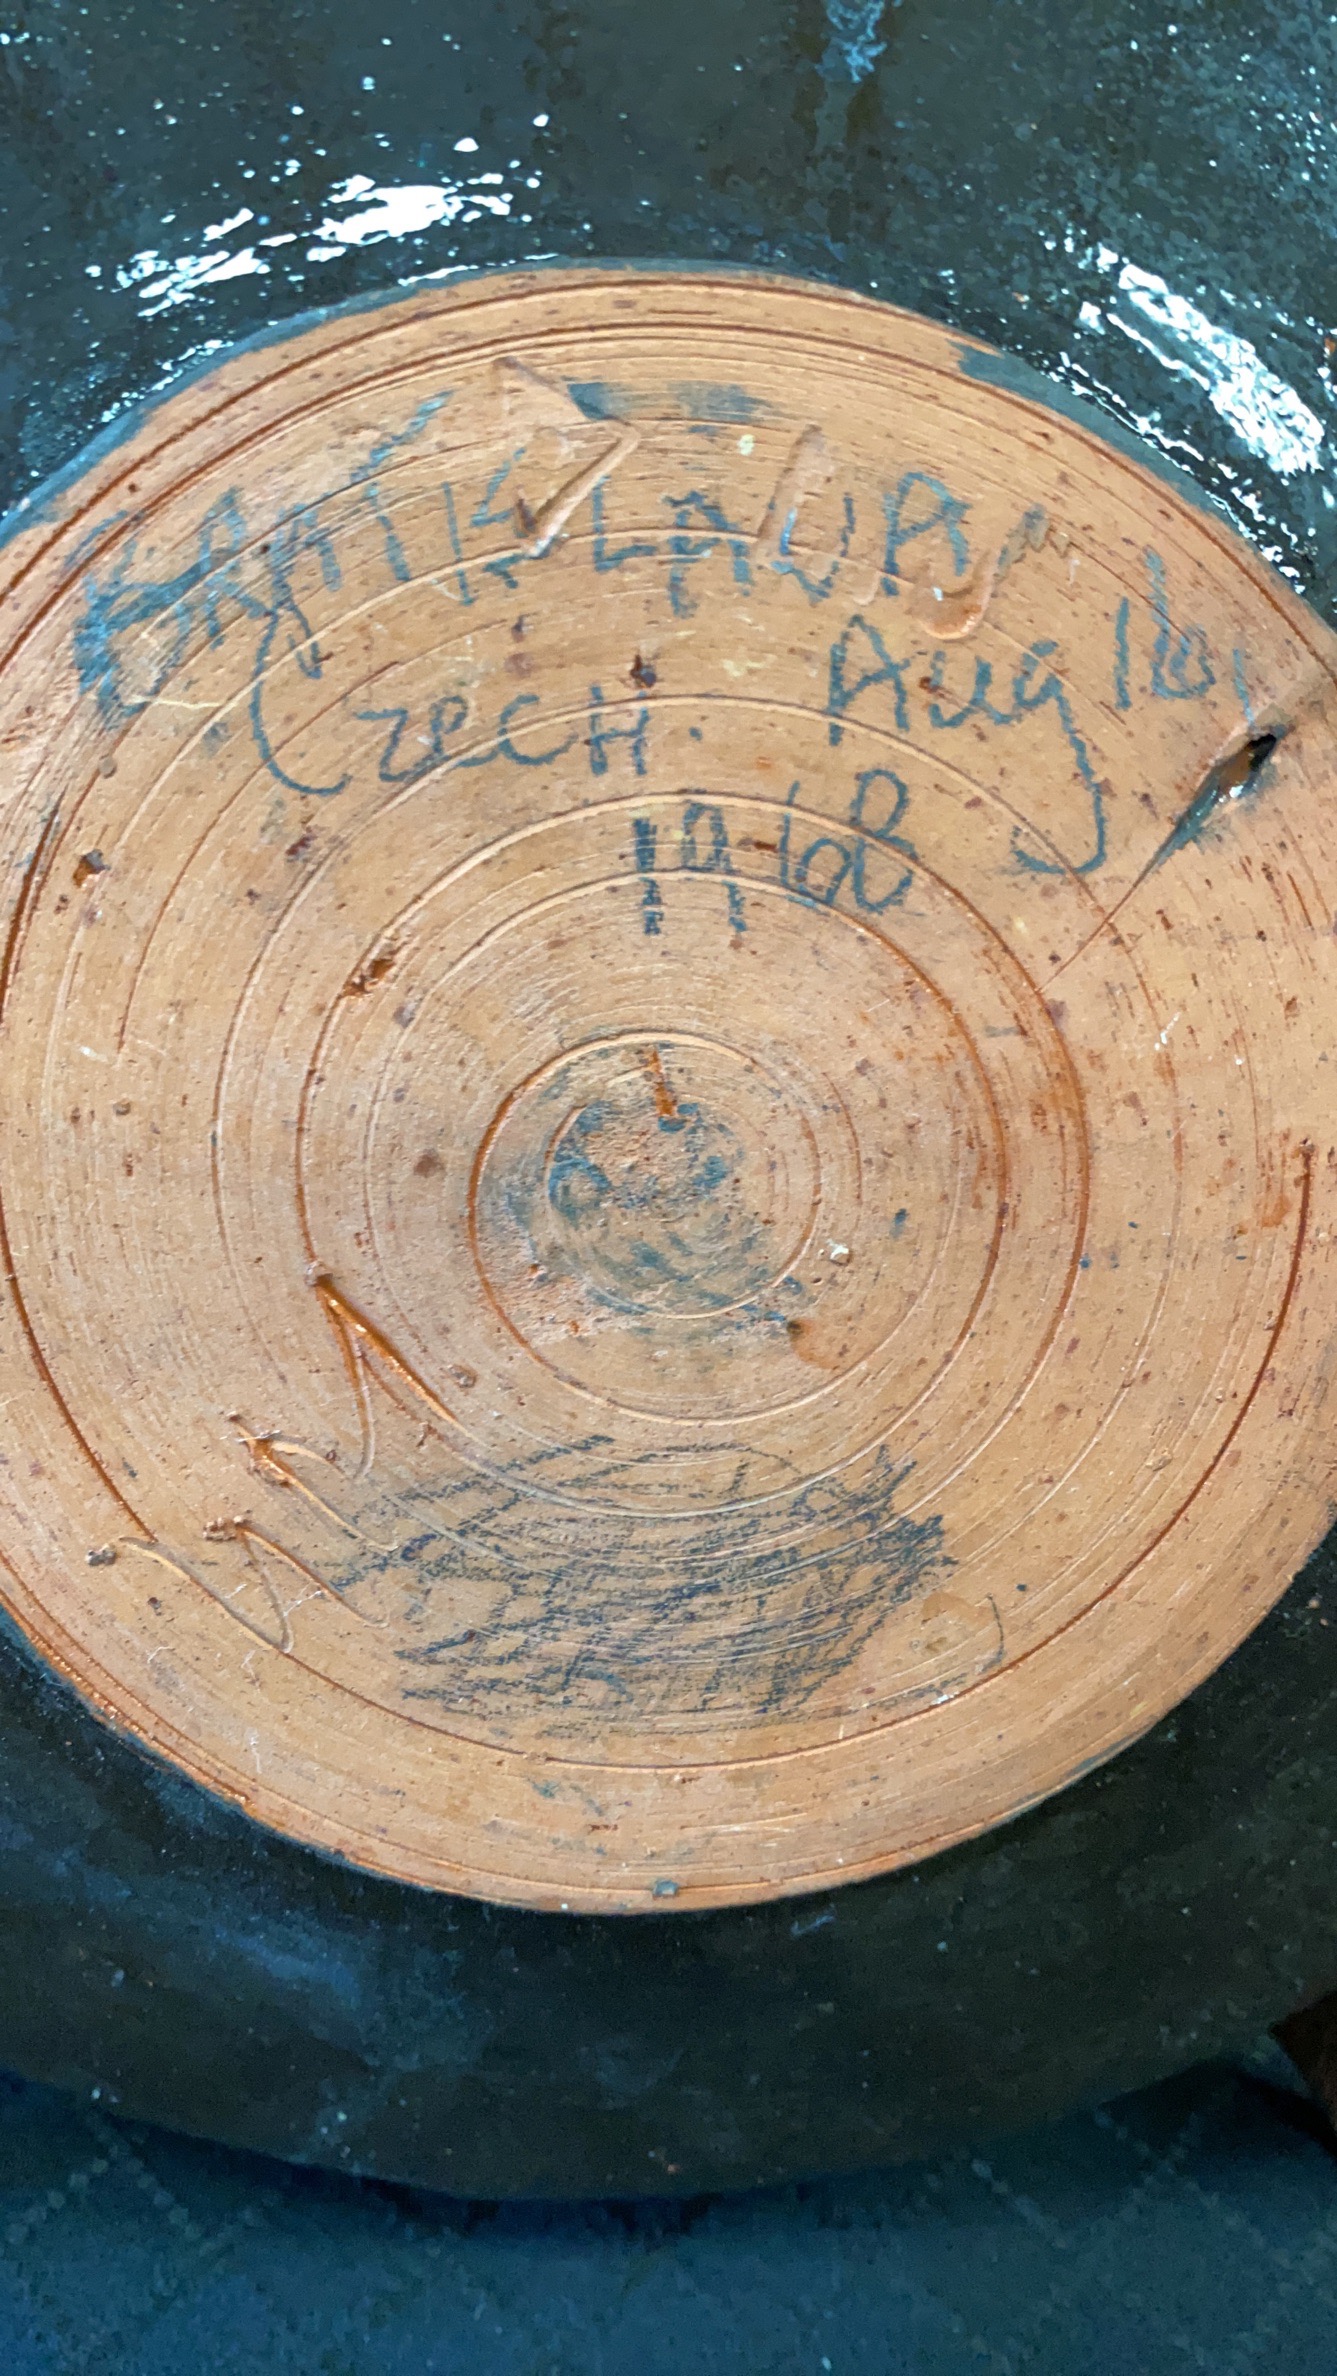 BRATISLAVA
Czech. Aug 16,
1968